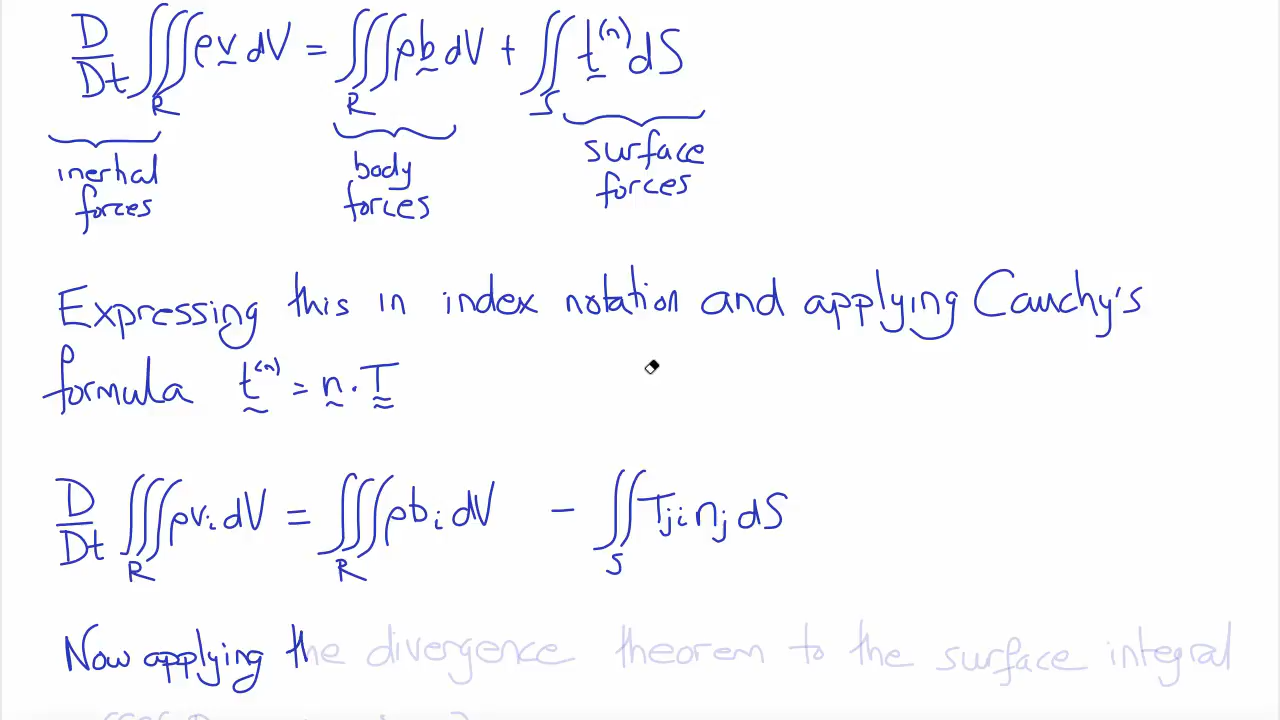 D/Dt ∭_R ρv dV = ∭_R ρb dV + ∬_S t^(n) dS
inertial forces
body forces
surface forces
Expressing this in index notation and applying Cauchy's
formula t^(n) = n · T
D/Dt ∭_R ρv_i dV = ∭_R ρb_i dV − ∬_S T_ji n_j dS
Now applying the divergence theorem to the surface integral